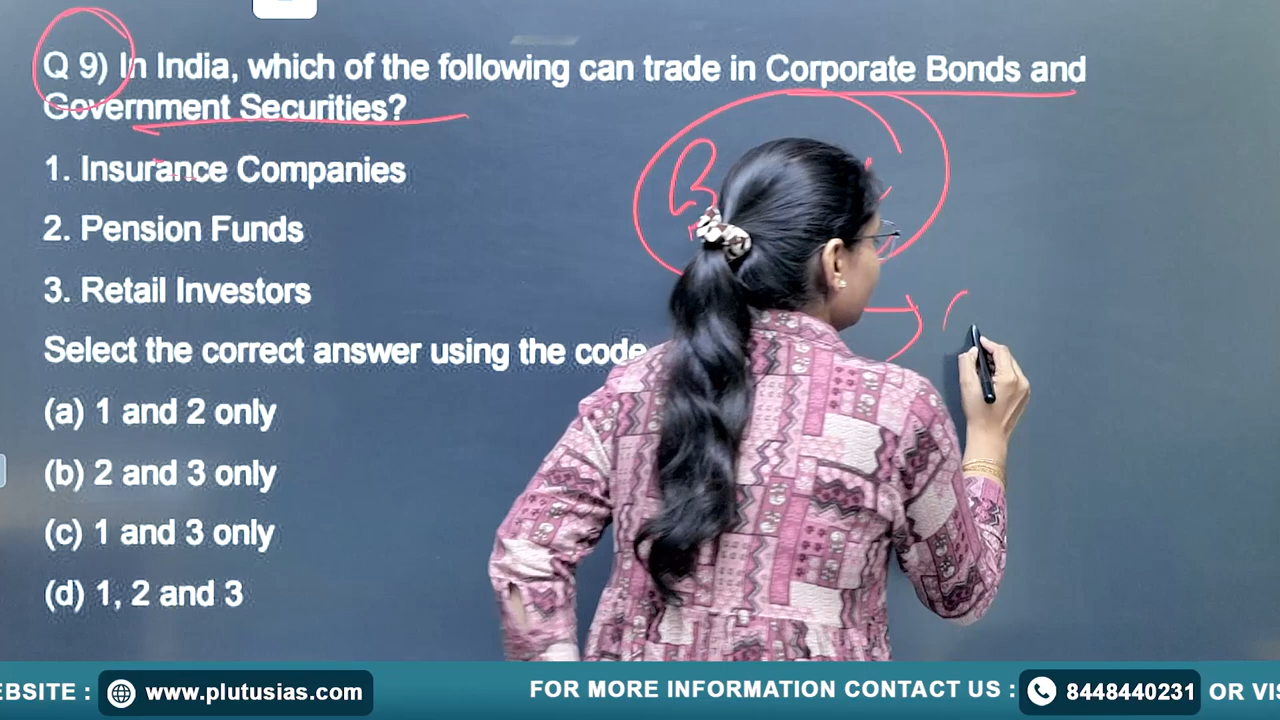 Q 9) In India, which of the following can trade in Corporate Bonds and
Government Securities?
1. Insurance Companies
2. Pension Funds
3. Retail Investors
Select the correct answer using the code
(a) 1 and 2 only
(b) 2 and 3 only
(c) 1 and 3 only
(d) 1, 2 and 3
EBSITE : www.plutusias.com FOR MORE INFORMATION CONTACT US : 8448440231 OR VIS